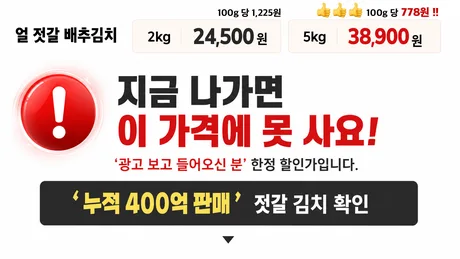 100g 당 1,225원
👍👍👍 100g 당 778원 !!
얼 젓갈 배추김치 2kg 24,500원 5kg 38,900원
지금 나가면
이 가격에 못 사요!
‘광고 보고 들어오신 분’ 한정 할인가입니다.
‘누적 400억 판매’ 젓갈 김치 확인